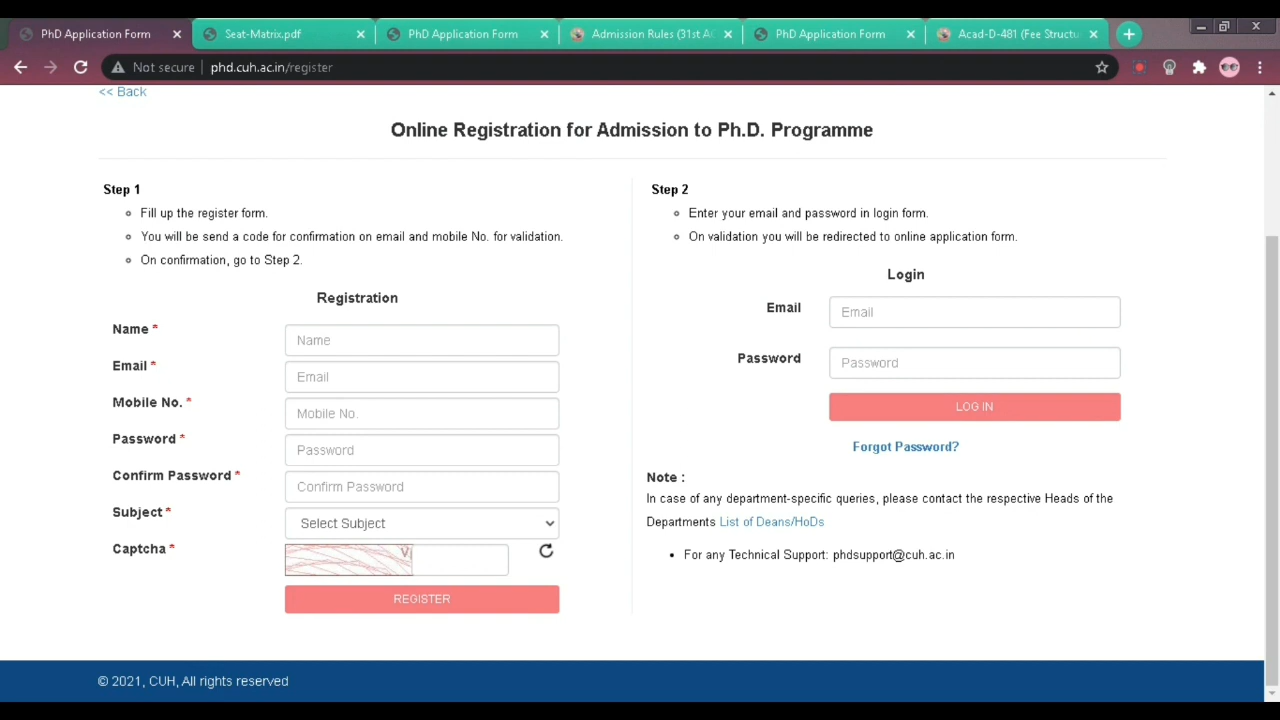 PhD Application Form
Seat-Matrix.pdf
PhD Application Form
Admission Rules (31st
PhD Application Form
Acad-D-481 (Fee Structu
Not secure | phd.cuh.ac.in/register
<< Back
Online Registration for Admission to Ph.D. Programme
Step 1
Fill up the register form.
You will be send a code for confirmation on email and mobile No. for validation.
On confirmation, go to Step 2.
Registration
Name *
Name
Email *
Email
Mobile No. *
Mobile No.
Password *
Password
Confirm Password *
Confirm Password
Subject *
Select Subject
Captcha *
REGISTER
Step 2
Enter your email and password in login form.
On validation you will be redirected to online application form.
Login
Email
Email
Password
Password
LOG IN
Forgot Password?
Note :
In case of any department-specific queries, please contact the respective Heads of the
Departments List of Deans/HoDs
For any Technical Support: phdsupport@cuh.ac.in
© 2021, CUH, All rights reserved